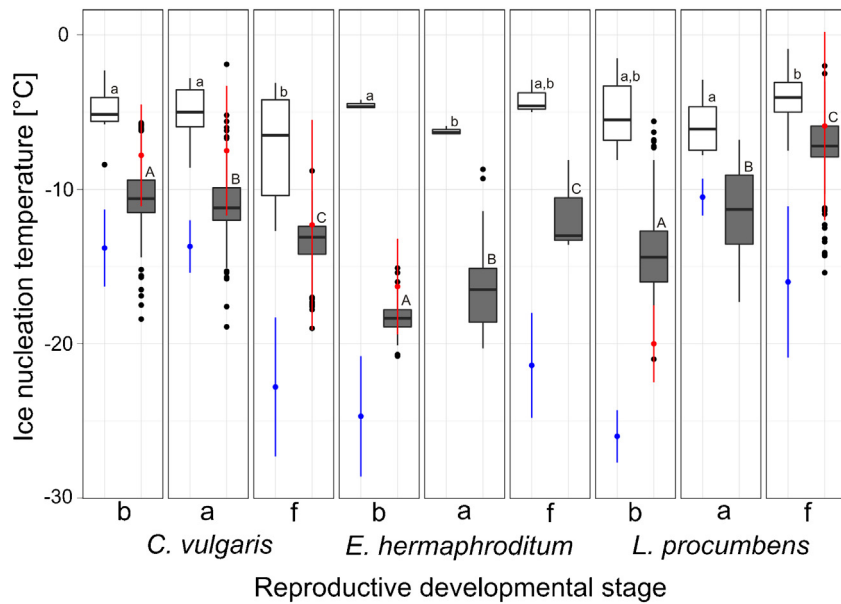 Ice nucleation temperature [°C]
0
-10
-20
-30
a
A
a
B
b
C
a
A
b
B
a,b
C
a,b
A
a
B
b
C
b a f b a f b a f
C. vulgaris E. hermaphroditum L. procumbens
Reproductive developmental stage